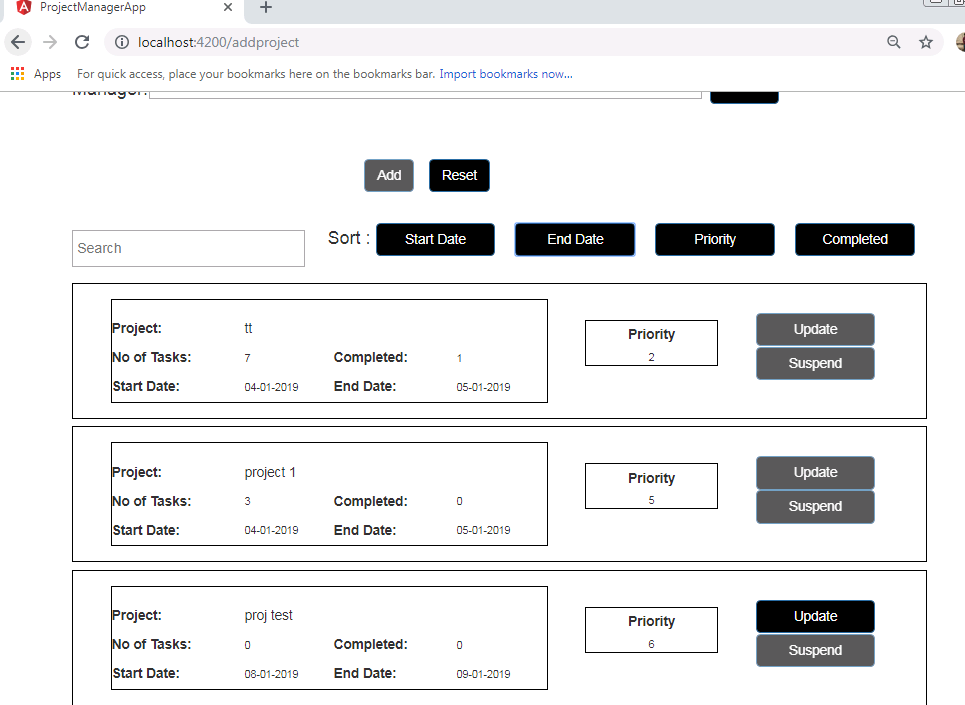 ProjectManagerApp
localhost:4200/addproject
Apps For quick access, place your bookmarks here on the bookmarks bar. Import bookmarks now...
Manager:
Add Reset
Search Sort : Start Date End Date Priority Completed
Project: tt
Priority
2
Update
Suspend
No of Tasks: 7 Completed: 1
Start Date: 04-01-2019 End Date: 05-01-2019
Project: project 1
Priority
5
Update
Suspend
No of Tasks: 3 Completed: 0
Start Date: 04-01-2019 End Date: 05-01-2019
Project: proj test
Priority
6
Update
Suspend
No of Tasks: 0 Completed: 0
Start Date: 08-01-2019 End Date: 09-01-2019